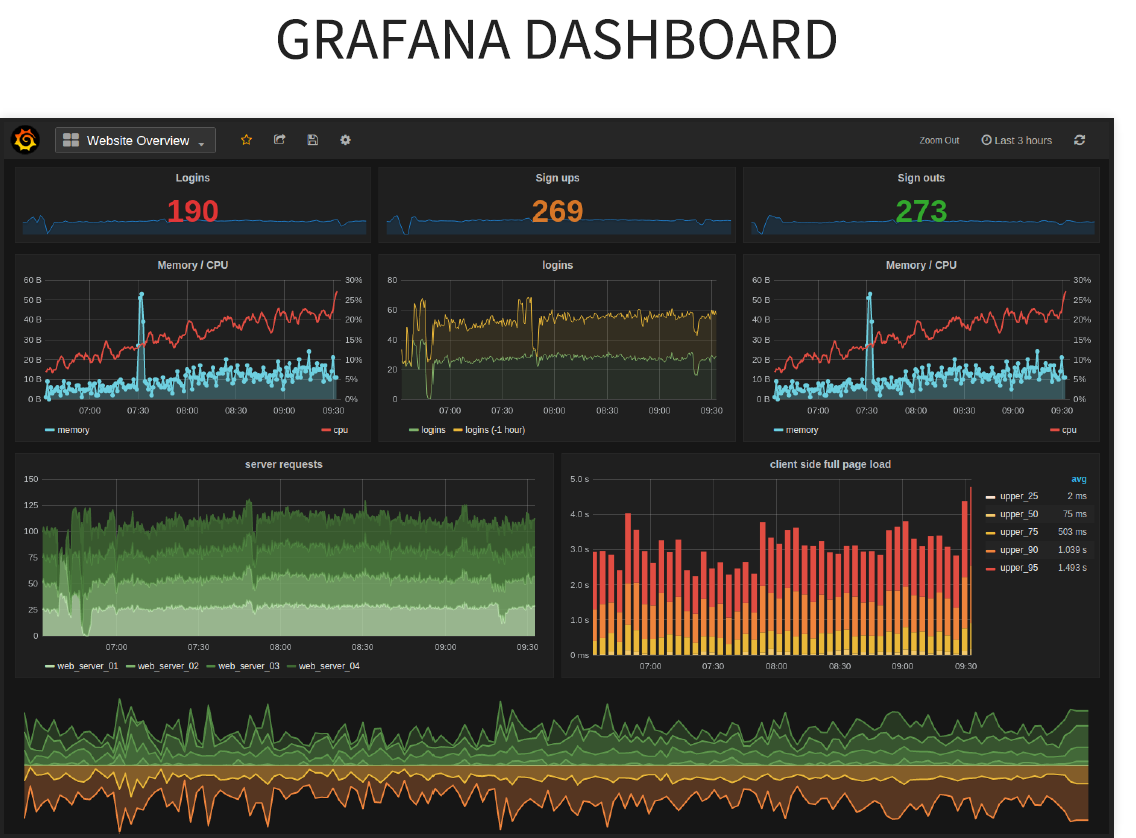 GRAFANA DASHBOARD
Website Overview
Zoom Out Last 3 hours
Logins
190
Sign ups
269
Sign outs
273
Memory / CPU
60 B
50 B
40 B
30 B
20 B
10 B
0 B
30%
25%
20%
15%
10%
5%
0%
07:00 07:30 08:00 08:30 09:00 09:30
memory cpu
logins
80
60
40
20
0
07:00 07:30 08:00 08:30 09:00 09:30
logins logins (-1 hour)
Memory / CPU
60 B
50 B
40 B
30 B
20 B
10 B
0 B
30%
25%
20%
15%
10%
5%
0%
07:00 07:30 08:00 08:30 09:00 09:30
memory cpu
server requests
150
125
100
75
50
25
0
07:00 07:30 08:00 08:30 09:00 09:30
web_server_01 web_server_02 web_server_03 web_server_04
client side full page load
5.0 s
4.0 s
3.0 s
2.0 s
1.0 s
0 ms
07:00 07:30 08:00 08:30 09:00 09:30
avg
upper_25 2 ms
upper_50 75 ms
upper_75 503 ms
upper_90 1.039 s
upper_95 1.493 s